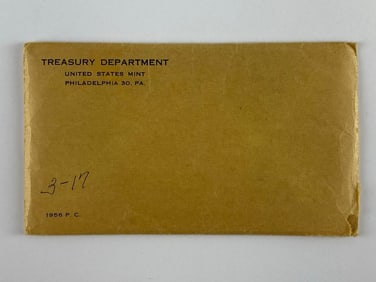 TREASURY DEPARTMENT
UNITED STATES MINT
PHILADELPHIA 30, PA.
3-17
1956 P. C.